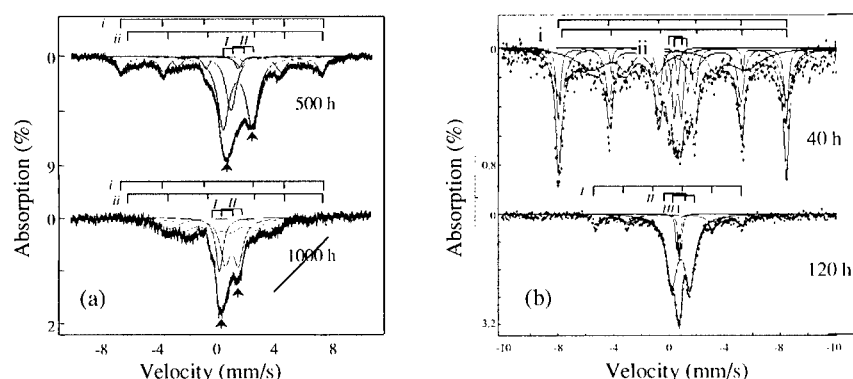 i
ii
I II
0
500 h
9
Absorption (%)
i
ii
I II
0
1000 h
(a)
2
-8 -4 0 4 8
Velocity (mm/s)
i
ii
0
40 h
0.8
Absorption (%)
I
II
III
0
(b)
120 h
3.2
-10 -8 -6 -4 -2 -0 -2 -4 -6 -8 -10
Velocity (mm/s)